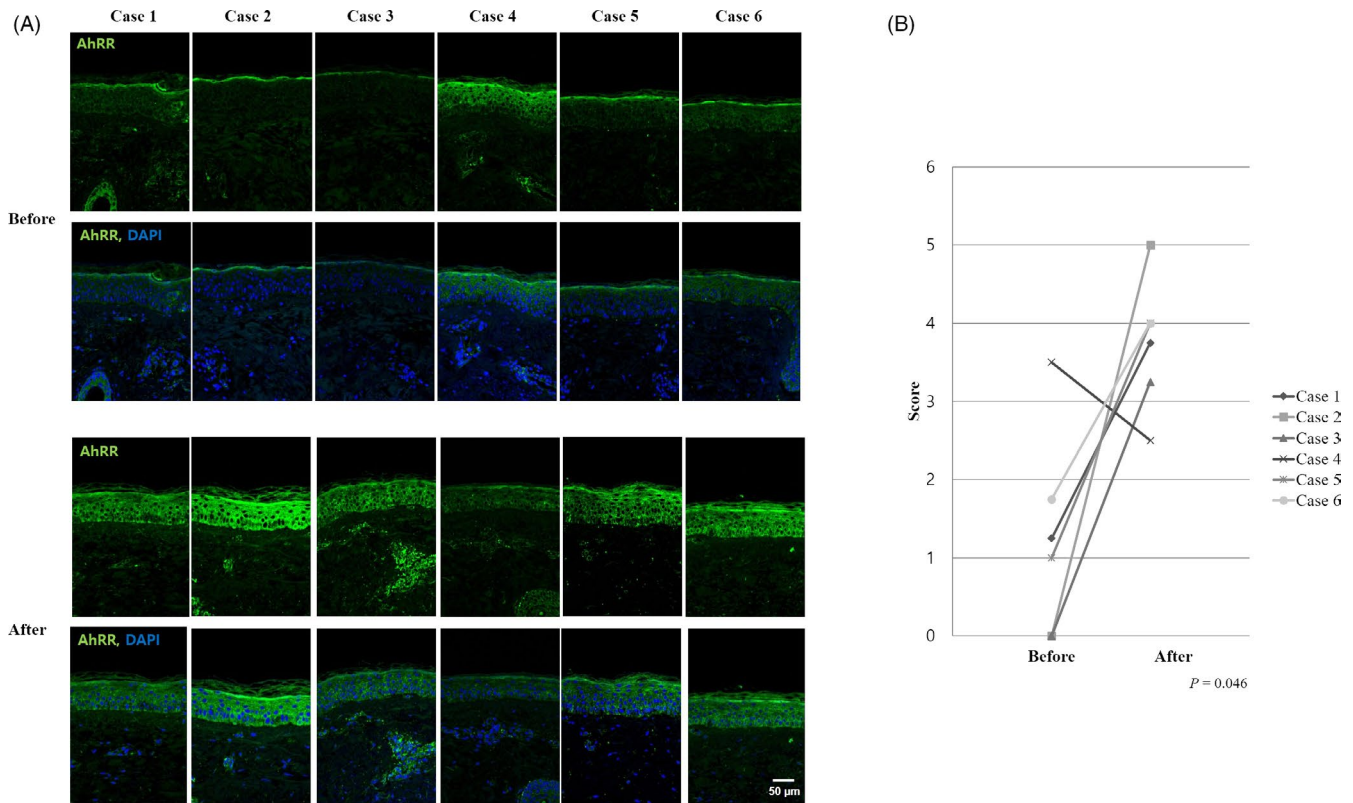 (A)
Case 1 Case 2 Case 3 Case 4 Case 5 Case 6
AhRR
Before
AhRR, DAPI
AhRR
After
AhRR, DAPI
50 µm
(B)
6
5
4
3
2
1
0
Score
Before After
P = 0.046
Case 1
Case 2
Case 3
Case 4
Case 5
Case 6